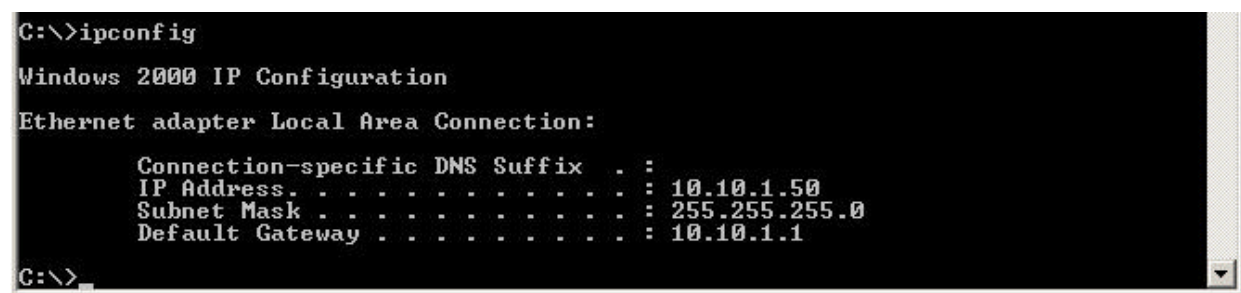 C:\>ipconfig
Windows 2000 IP Configuration
Ethernet adapter Local Area Connection:
Connection-specific DNS Suffix . :
IP Address. . . . . . . . . . . . : 10.10.1.50
Subnet Mask . . . . . . . . . . . : 255.255.255.0
Default Gateway . . . . . . . . . : 10.10.1.1
C:\>_